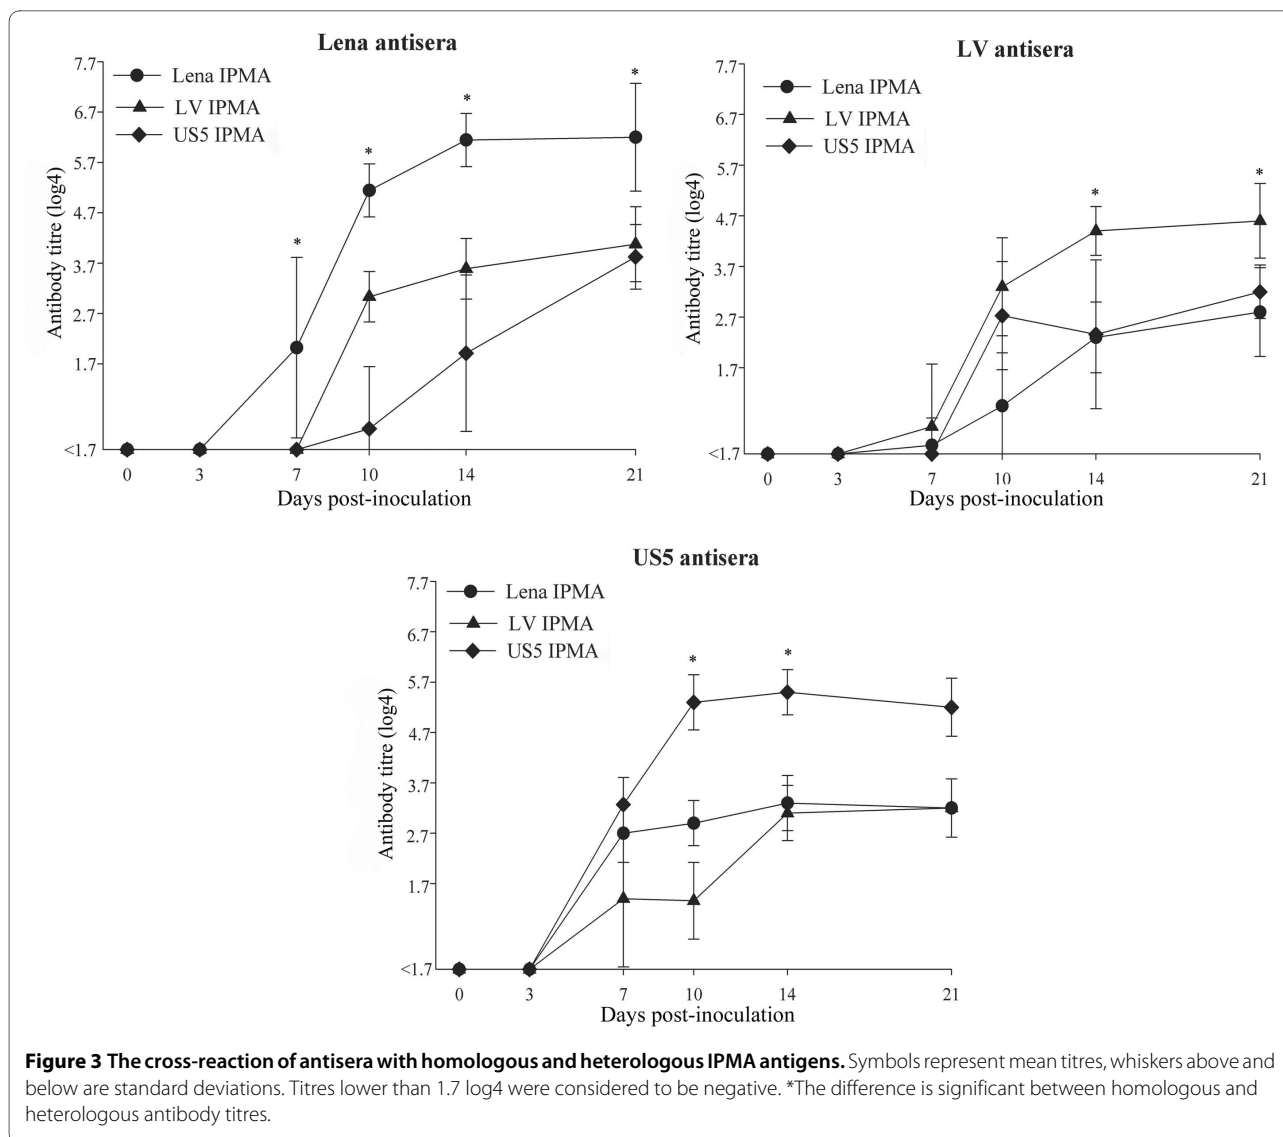 Lena antisera
7.7
6.7
5.7
4.7
3.7
2.7
1.7
<1.7
Antibody titre (log4)
Lena IPMA
LV IPMA
US5 IPMA
*
*
*
*
0 3 7 10 14 21
Days post-inoculation
LV antisera
7.7
6.7
5.7
4.7
3.7
2.7
1.7
<1.7
Antibody titre (log4)
Lena IPMA
LV IPMA
US5 IPMA
*
*
0 3 7 10 14 21
Days post-inoculation
US5 antisera
7.7
6.7
5.7
4.7
3.7
2.7
1.7
<1.7
Antibody titre (log4)
Lena IPMA
LV IPMA
US5 IPMA
*
*
0 3 7 10 14 21
Days post-inoculation
Figure 3 The cross-reaction of antisera with homologous and heterologous IPMA antigens. Symbols represent mean titres, whiskers above and
below are standard deviations. Titres lower than 1.7 log4 were considered to be negative. *The difference is significant between homologous and
heterologous antibody titres.